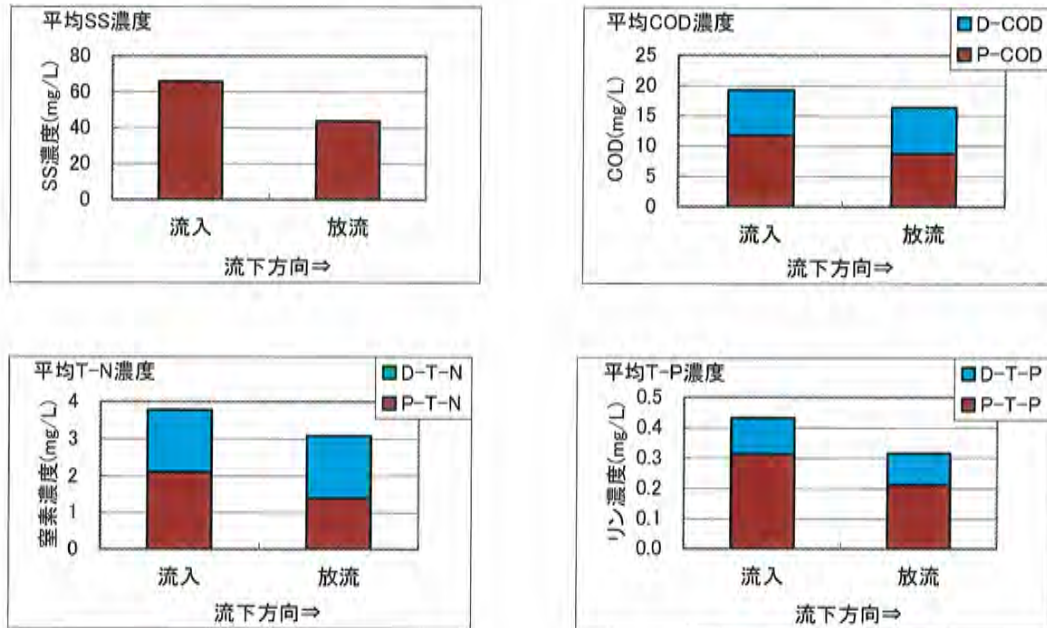 平均SS濃度
SS濃度(mg/L)
80
60
40
20
0
流入 放流
流下方向⇒
平均COD濃度
D-COD
P-COD
COD(mg/L)
25
20
15
10
5
0
流入 放流
流下方向⇒
平均T-N濃度
D-T-N
P-T-N
窒素濃度(mg/L)
4
3
2
1
0
流入 放流
流下方向⇒
平均T-P濃度
D-T-P
P-T-P
リン濃度(mg/L)
0.5
0.4
0.3
0.2
0.1
0.0
流入 放流
流下方向⇒